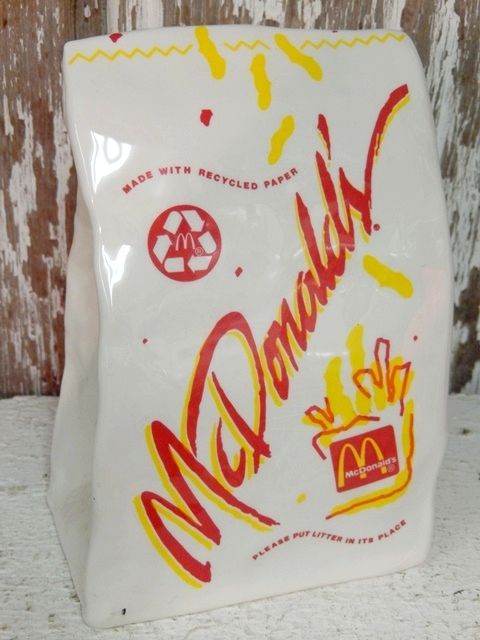 MADE WITH RECYCLED PAPER
McDonald's
McDonald's
PLEASE PUT LITTER IN ITS PLACE